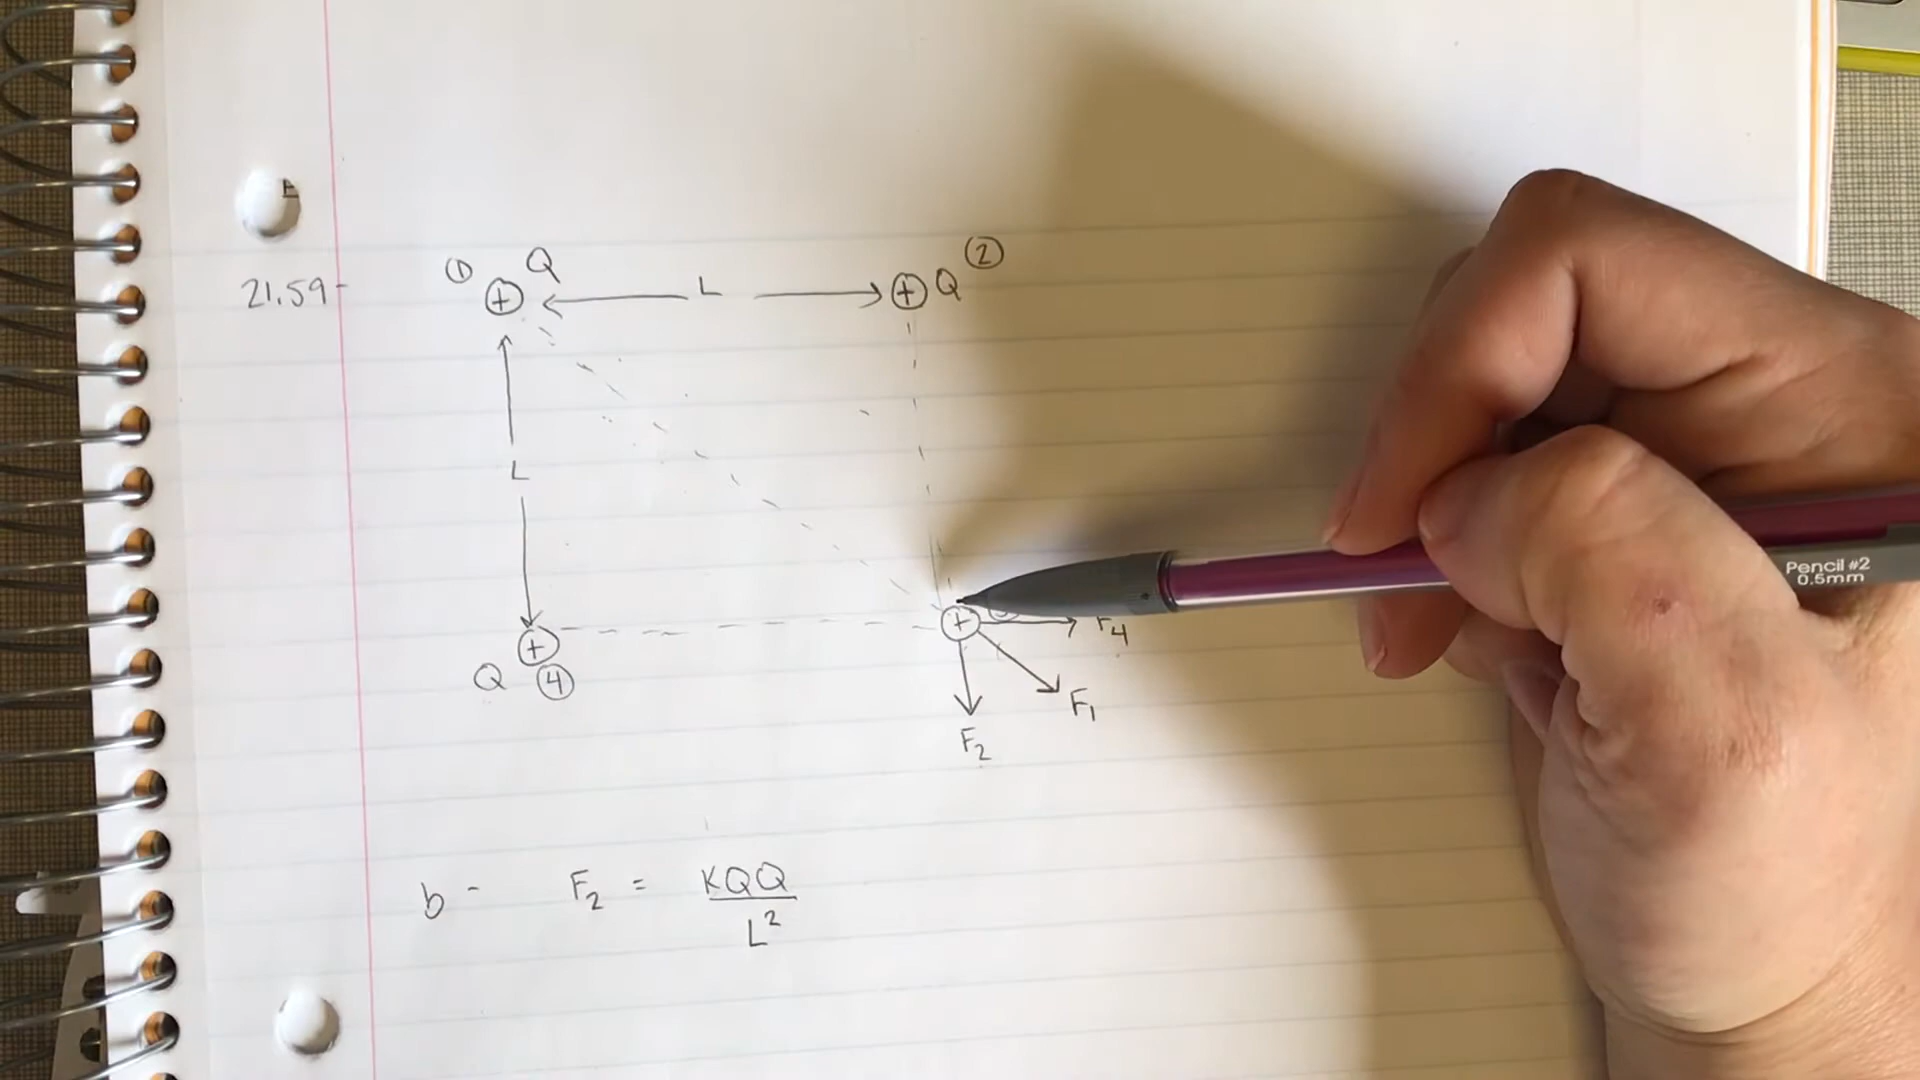 ① Q L + Q ②
21.59-
+
L
+
+ F4
Q ④
F1
F2
b - F2 = KQQ
L²
Pencil #2
0.5mm